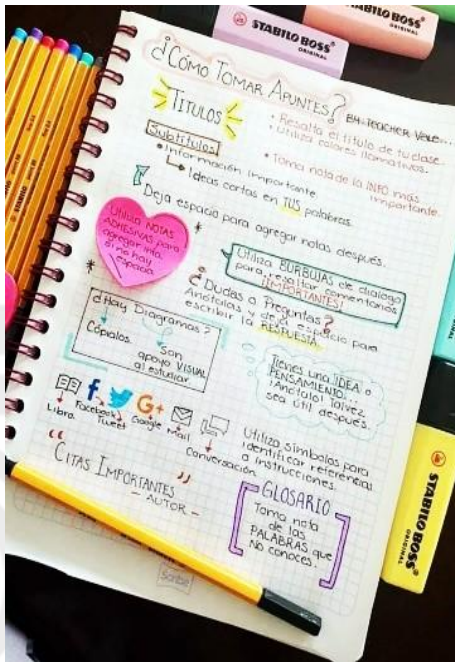 STABILO BOSS
ORIGINAL
STABILO BOSS
ORIGINAL
¿CÓMO TOMAR APUNTES?
BY: TEACHER VELE...
TITULOS
• Resalta el título de tu clase
• Utiliza colores llamativos.
Subtítulos
• Información importante
• Toma nota de la INFO más
importante.
Ideas cortas en TUS palabras.
Deja espacio para agregar notas después.
Utiliza NOTAS
ADHESIVAS para
agregar info.
si no hay
espacio
Utiliza BURBUJAS de dialogo
para resaltar comentarios
¡IMPORTANTES!
¿Dudas o Preguntas?
Anótalas y deja espacio para
escribir la RESPUESTA.
¿Hay Diagramas?
Cópialos.
Son
apoyo VISUAL
al estudiar.
Tienes una IDEA o
PENSAMIENTO...
¡Anótalo! Talvez
sea útil después.
G+
Libro.
Facebook
Tweet
Google
Mail
Conversación.
Utiliza símbolos para
identificar referencias
o instrucciones.
“CITAS IMPORTANTES”
- AUTOR -
GLOSARIO
Toma nota
de las
PALABRAS que
No conoces.
STABILO BOSS
ORIGINAL